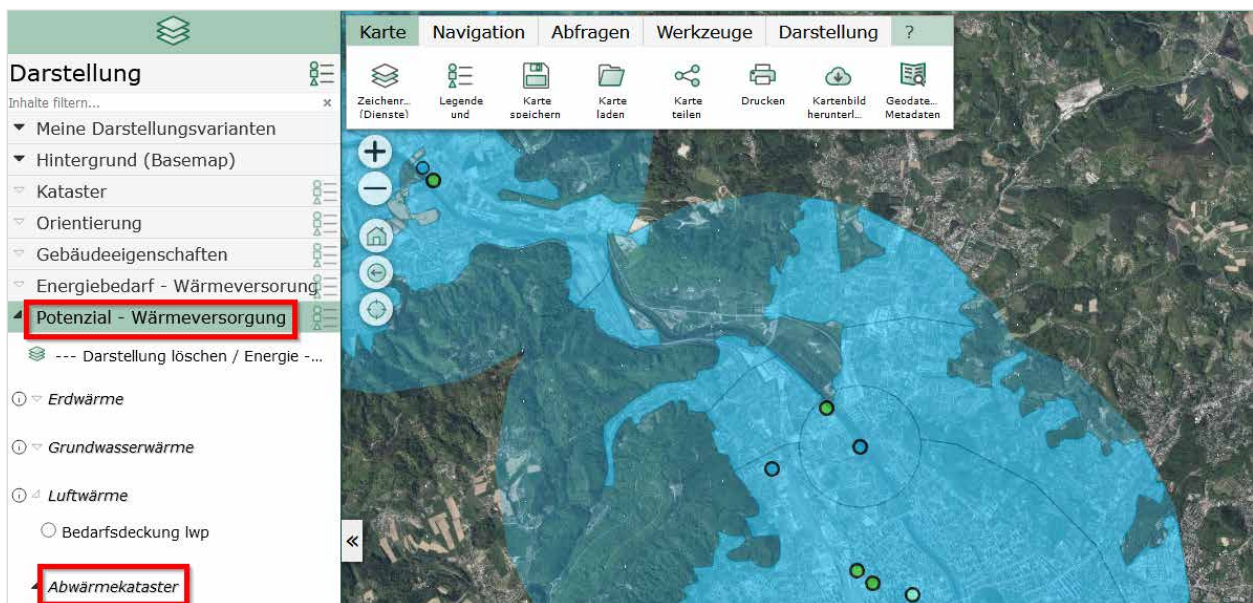 Darstellung
Inhalte filtern... ×
Meine Darstellungsvarianten
Hintergrund (Basemap)
Kataster
Orientierung
Gebäudeeigenschaften
Energiebedarf - Wärmeversorung
Potenzial - Wärmeversorgung
--- Darstellung löschen / Energie -...
Erdwärme
Grundwasserwärme
Luftwärme
Bedarfsdeckung lwp
Abwärmekataster
Karte Navigation Abfragen Werkzeuge Darstellung ?
Zeichenr... Legende Karte Karte Karte Drucken Kartenbild Geodate...
(Dienste) und speichern laden teilen herunterl... Metadaten
«